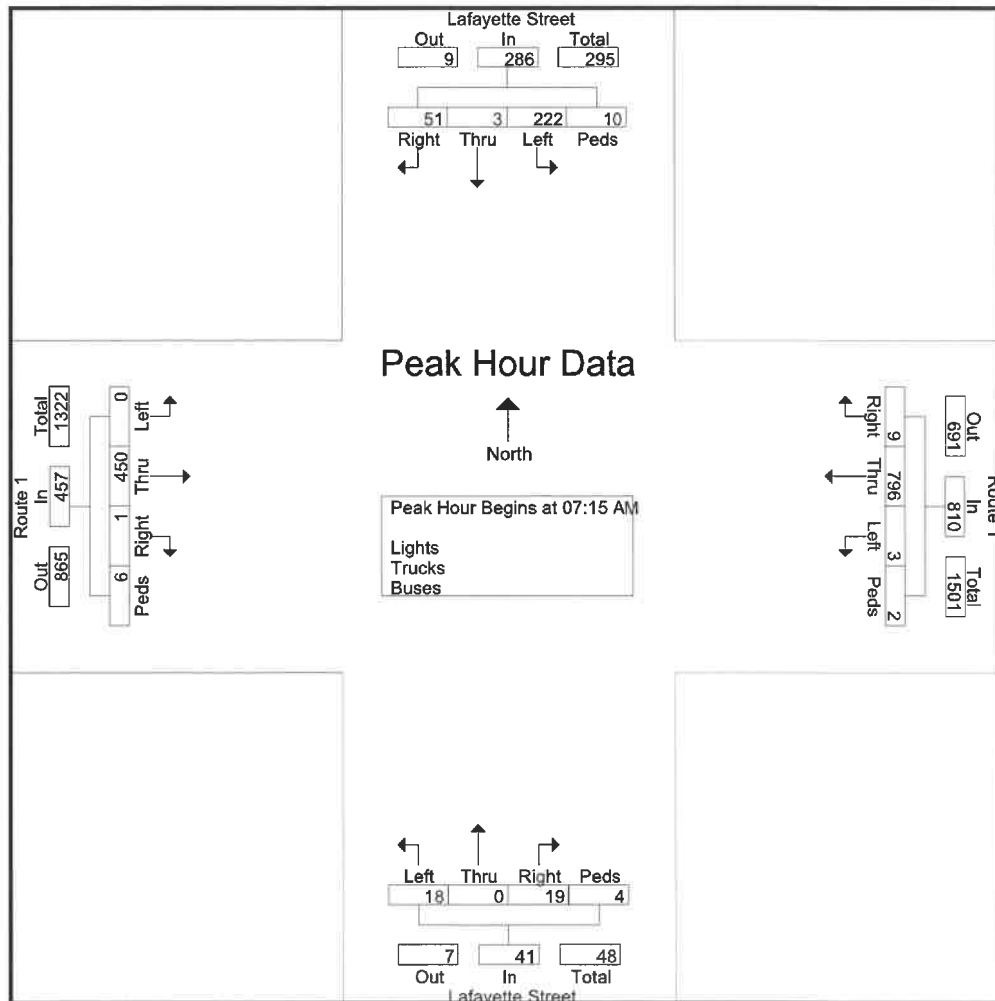 Lafayette Street
Out In Total
9 286 295
51 3 222 10
Right Thru Left Peds
Peak Hour Data
North
Peak Hour Begins at 07:15 AM
Lights
Trucks
Buses
Route 1
Total In Out
1322 457 865
0 450 1 6
Left Thru Right Peds
Right Thru Left Peds
9 796 3 2
Out In Total
691 810 1501
Route 1
Left Thru Right Peds
18 0 19 4
7 41 48
Out In Total
Lafayette Street